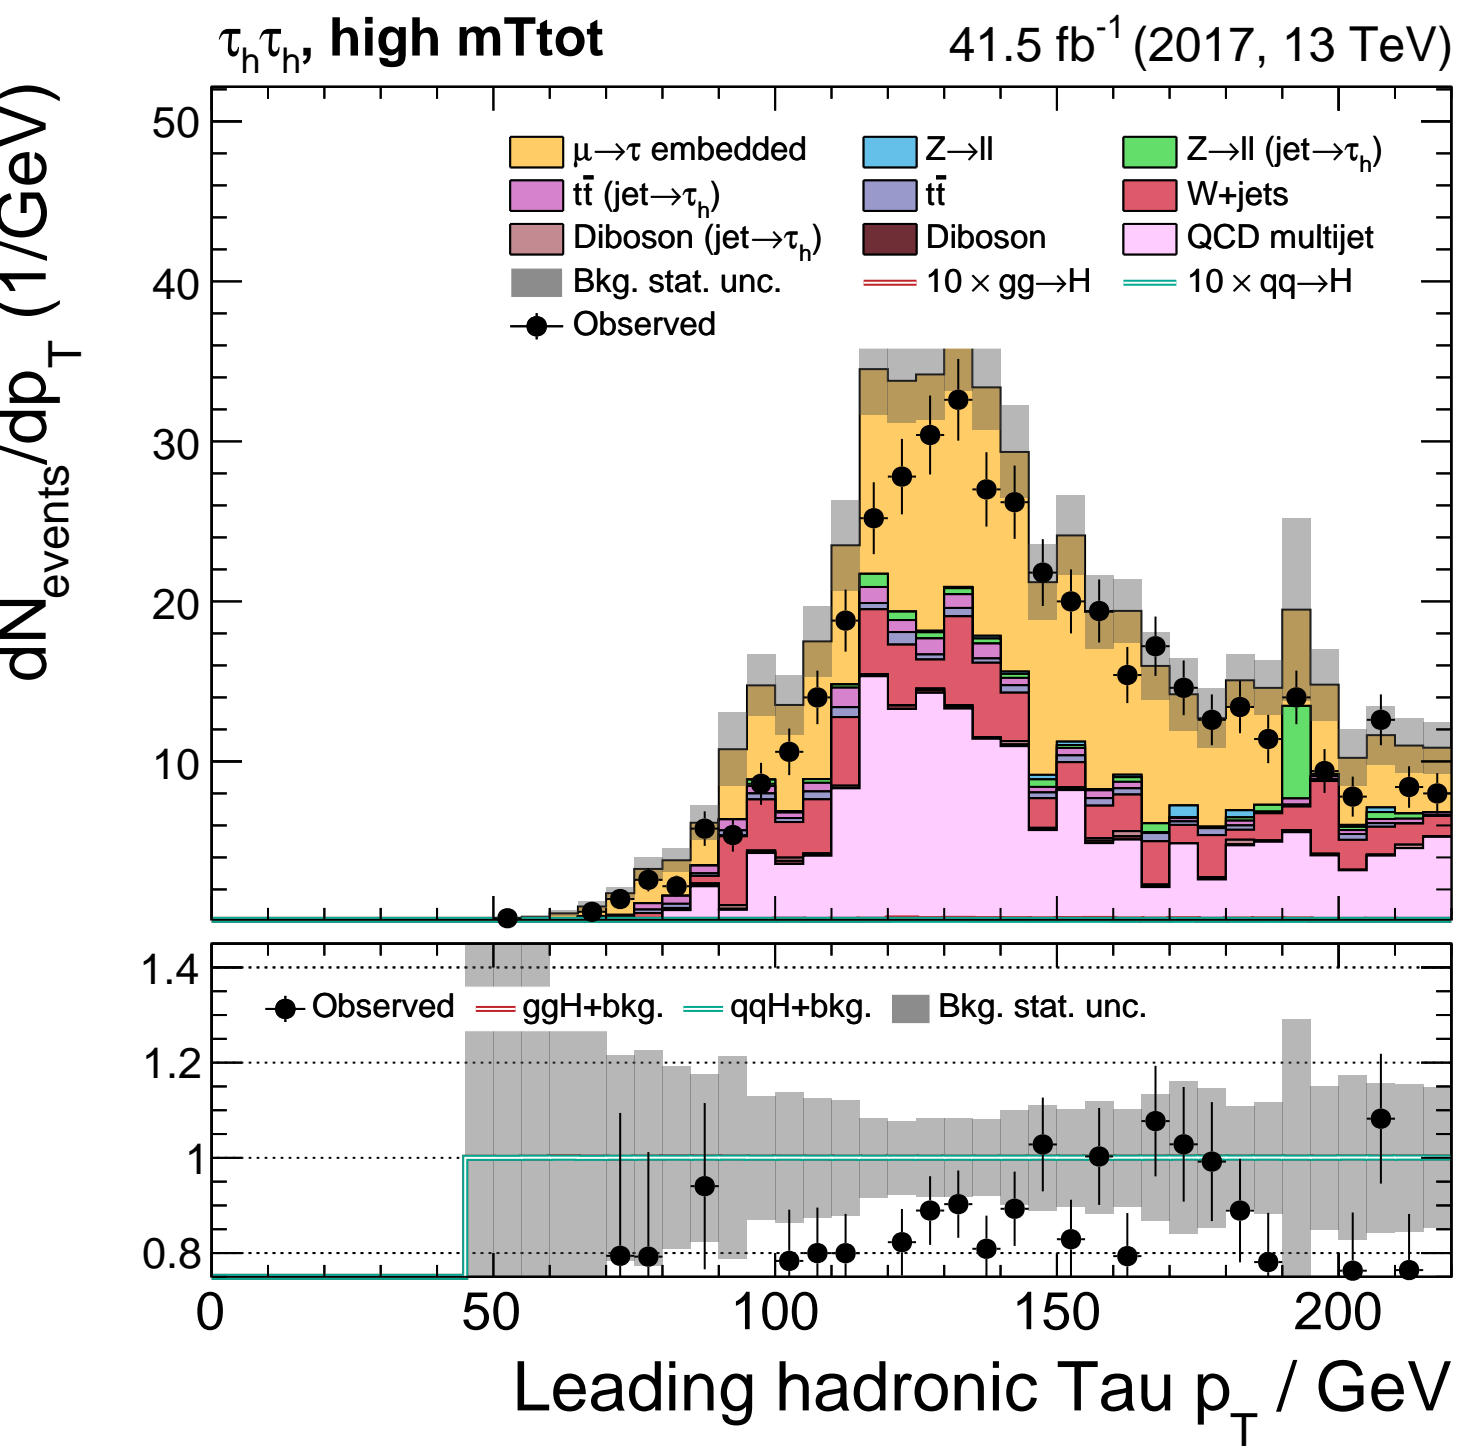 τhτh, high mTtot 41.5 fb-1 (2017, 13 TeV)
dNevents/dpT (1/GeV)
50
40
30
20
10
μ→τ embedded Z→ll Z→ll (jet→τh)
tt̄ (jet→τh) tt̄ W+jets
Diboson (jet→τh) Diboson QCD multijet
Bkg. stat. unc. 10 × gg→H 10 × qq→H
Observed
1.4
1.2
1
0.8
Observed ggH+bkg. qqH+bkg. Bkg. stat. unc.
0 50 100 150 200
Leading hadronic Tau pT / GeV